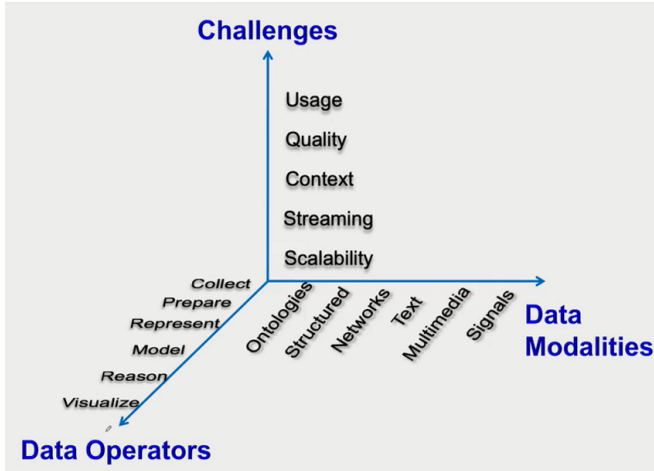 Challenges
Usage
Quality
Context
Streaming
Scalability
Collect
Prepare
Represent
Model
Reason
Visualize
Data Operators
Ontologies
Structured
Networks
Text
Multimedia
Signals
Data
Modalities